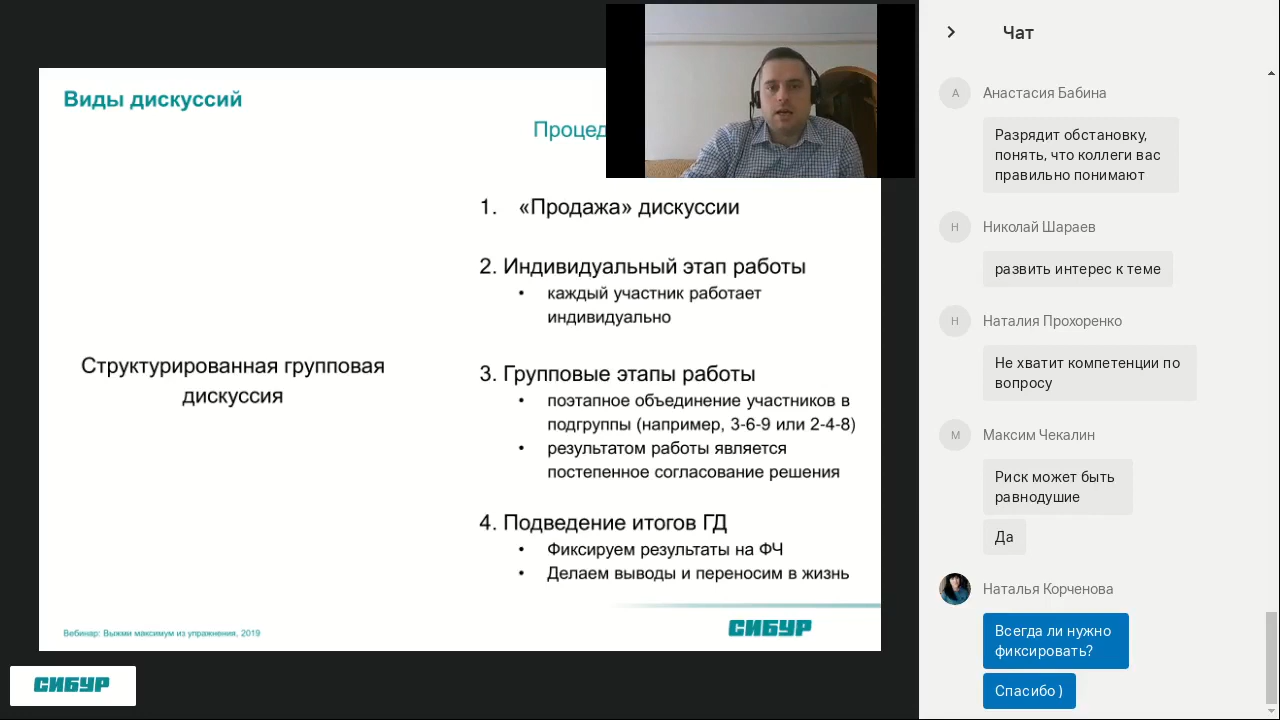 Виды дискуссий
Процед
1. «Продажа» дискуссии
2. Индивидуальный этап работы
• каждый участник работает
индивидуально
Структурированная групповая
дискуссия
3. Групповые этапы работы
• поэтапное объединение участников в
подгруппы (например, 3-6-9 или 2-4-8)
• результатом работы является
постепенное согласование решения
4. Подведение итогов ГД
• Фиксируем результаты на ФЧ
• Делаем выводы и переносим в жизнь
Вебинар: Выжми максимум из упражнения, 2019
СИБУР
СИБУР
Чат
А
Анастасия Бабина
Разрядит обстановку,
понять, что коллеги вас
правильно понимают
Н
Николай Шараев
развить интерес к теме
Н
Наталия Прохоренко
Не хватит компетенции по
вопросу
М
Максим Чекалин
Риск может быть
равнодушие
Да
Наталья Корченова
Всегда ли нужно
фиксировать?
Спасибо )